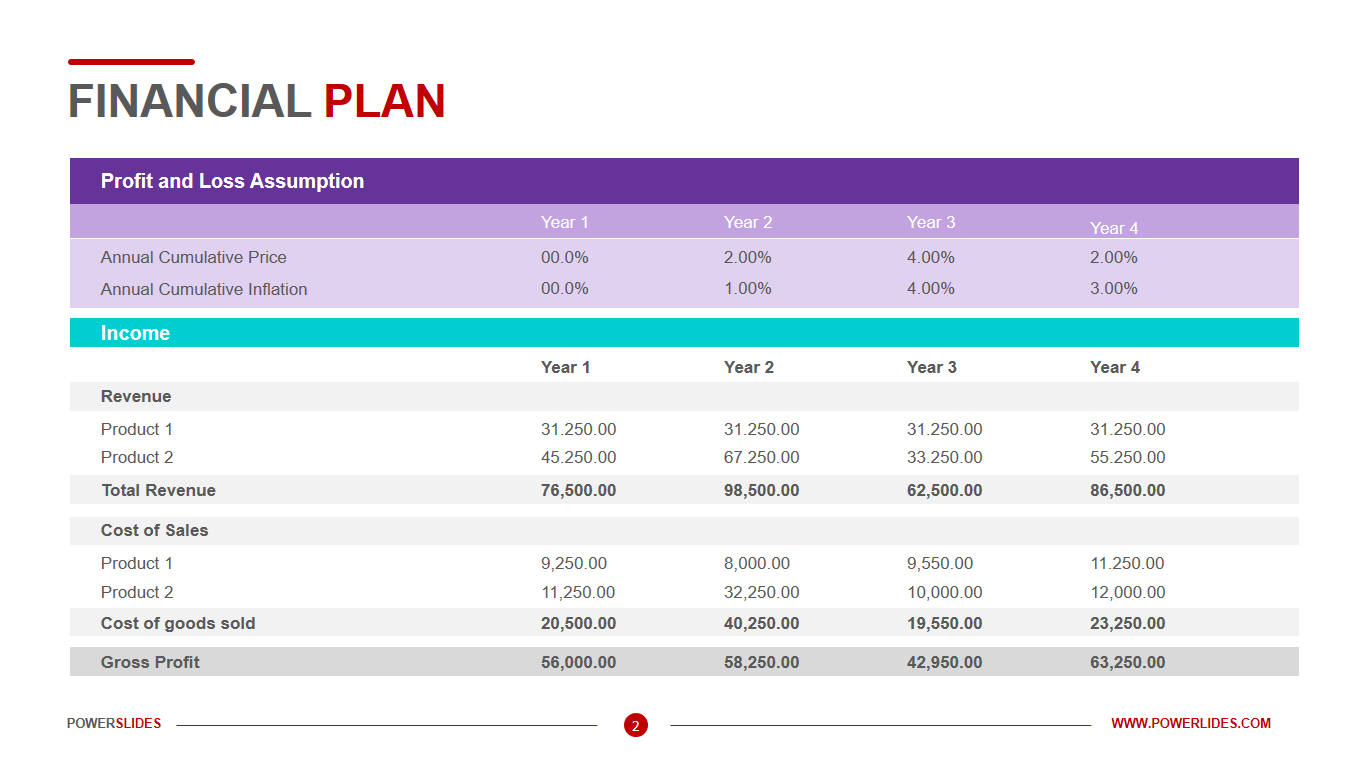 FINANCIAL PLAN
Profit and Loss Assumption
Year 1 Year 2 Year 3 Year 4
Annual Cumulative Price 00.0% 2.00% 4.00% 2.00%
Annual Cumulative Inflation 00.0% 1.00% 4.00% 3.00%
Income
Year 1 Year 2 Year 3 Year 4
Revenue
Product 1 31.250.00 31.250.00 31.250.00 31.250.00
Product 2 45.250.00 67.250.00 33.250.00 55.250.00
Total Revenue 76,500.00 98,500.00 62,500.00 86,500.00
Cost of Sales
Product 1 9,250.00 8,000.00 9,550.00 11.250.00
Product 2 11,250.00 32,250.00 10,000.00 12,000.00
Cost of goods sold 20,500.00 40,250.00 19,550.00 23,250.00
Gross Profit 56,000.00 58,250.00 42,950.00 63,250.00
POWERSLIDES 2 WWW.POWERLIDES.COM